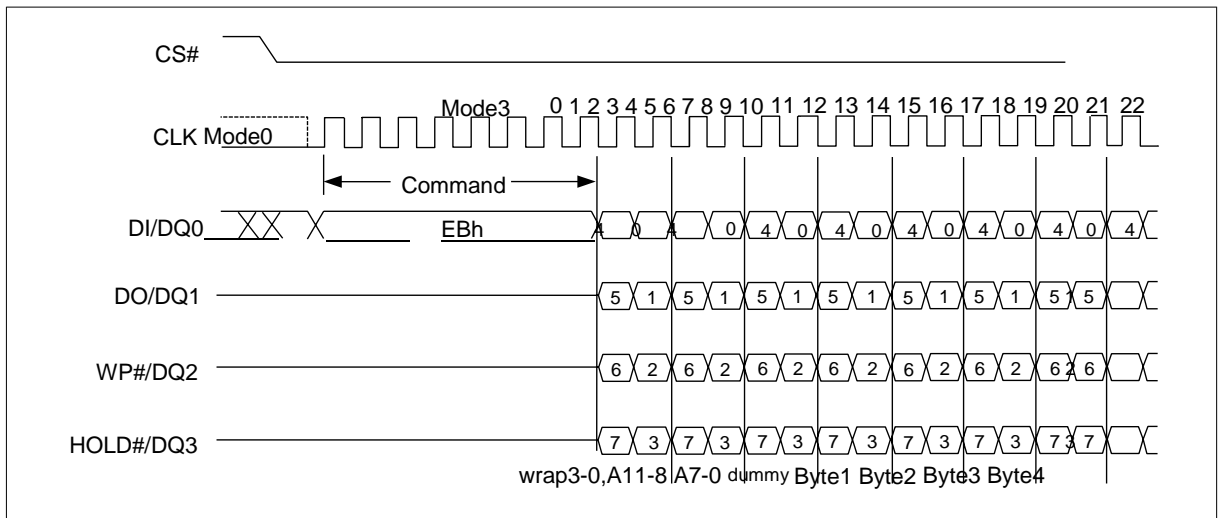 CS#
Mode3 0 1 2 3 4 5 6 7 8 9 10 11 12 13 14 15 16 17 18 19 20 21 22
CLK Mode0
Command
DI/DQ0 EBh 4 0 4 0 4 0 4 0 4 0 4 0 4 0 4
DO/DQ1 5 1 5 1 5 1 5 1 5 1 5 1 5 1 5
WP#/DQ2 6 2 6 2 6 2 6 2 6 2 6 2 6 2 6
HOLD#/DQ3 7 3 7 3 7 3 7 3 7 3 7 3 7 3 7
wrap3-0,A11-8 A7-0 dummy Byte1 Byte2 Byte3 Byte4